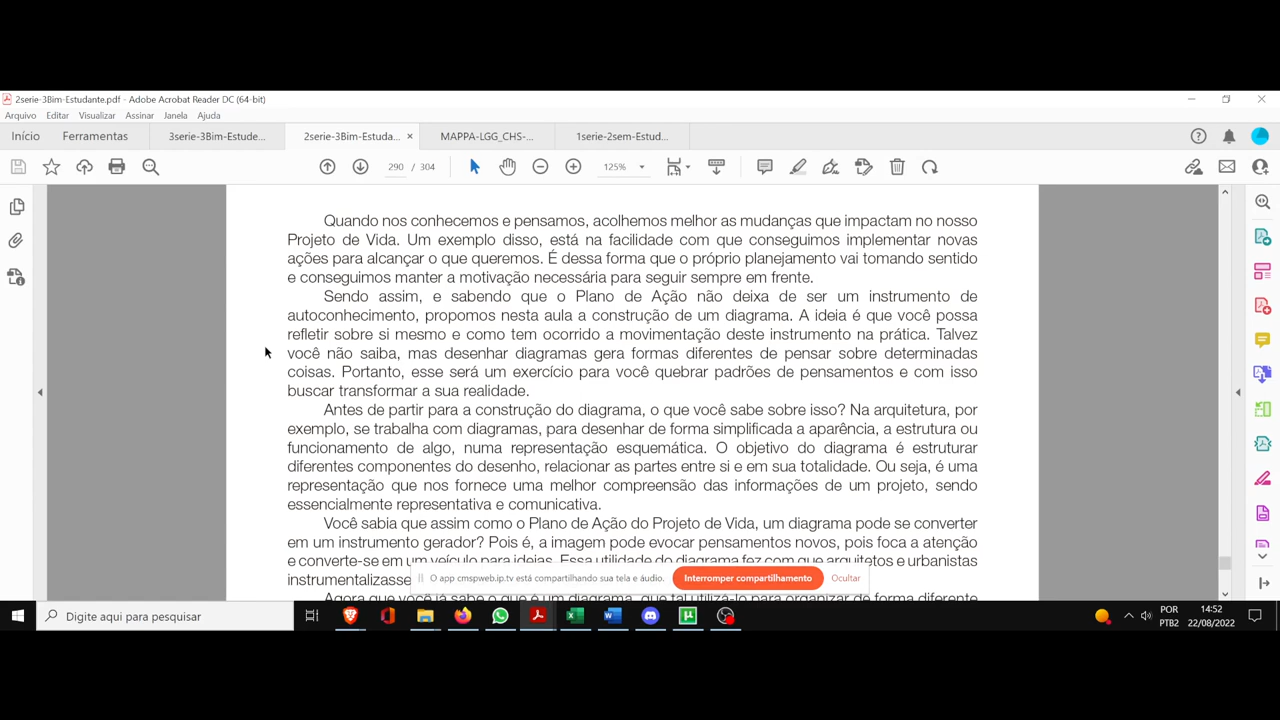 2serie-3Bim-Estudante.pdf - Adobe Acrobat Reader DC (64-bit)
Arquivo Editar Visualizar Assinar Janela Ajuda
Início Ferramentas 3serie-3Bim-Estude... 2serie-3Bim-Estuda... × MAPPA-LGG_CHS-... 1serie-2sem-Estud...
290 / 304 125%
Quando nos conhecemos e pensamos, acolhemos melhor as mudanças que impactam no nosso
Projeto de Vida. Um exemplo disso, está na facilidade com que conseguimos implementar novas
ações para alcançar o que queremos. É dessa forma que o próprio planejamento vai tomando sentido
e conseguimos manter a motivação necessária para seguir sempre em frente.
Sendo assim, e sabendo que o Plano de Ação não deixa de ser um instrumento de
autoconhecimento, propomos nesta aula a construção de um diagrama. A ideia é que você possa
refletir sobre si mesmo e como tem ocorrido a movimentação deste instrumento na prática. Talvez
você não saiba, mas desenhar diagramas gera formas diferentes de pensar sobre determinadas
coisas. Portanto, esse será um exercício para você quebrar padrões de pensamentos e com isso
buscar transformar a sua realidade.
Antes de partir para a construção do diagrama, o que você sabe sobre isso? Na arquitetura, por
exemplo, se trabalha com diagramas, para desenhar de forma simplificada a aparência, a estrutura ou
funcionamento de algo, numa representação esquemática. O objetivo do diagrama é estruturar
diferentes componentes do desenho, relacionar as partes entre si e em sua totalidade. Ou seja, é uma
representação que nos fornece uma melhor compreensão das informações de um projeto, sendo
essencialmente representativa e comunicativa.
Você sabia que assim como o Plano de Ação do Projeto de Vida, um diagrama pode se converter
em um instrumento gerador? Pois é, a imagem pode evocar pensamentos novos, pois foca a atenção
e converte-se em um veículo para ideias. Essa utilidade do diagrama fez com que arquitetos e urbanistas
instrumentalizasse
O app cmspweb.ip.tv está compartilhando sua tela e áudio. Interromper compartilhamento Ocultar
Agora que você já sabe o que é um diagrama, que tal utilizá-lo para organizar de forma diferente
Digite aqui para pesquisar
POR 14:52
PTB2 22/08/2022